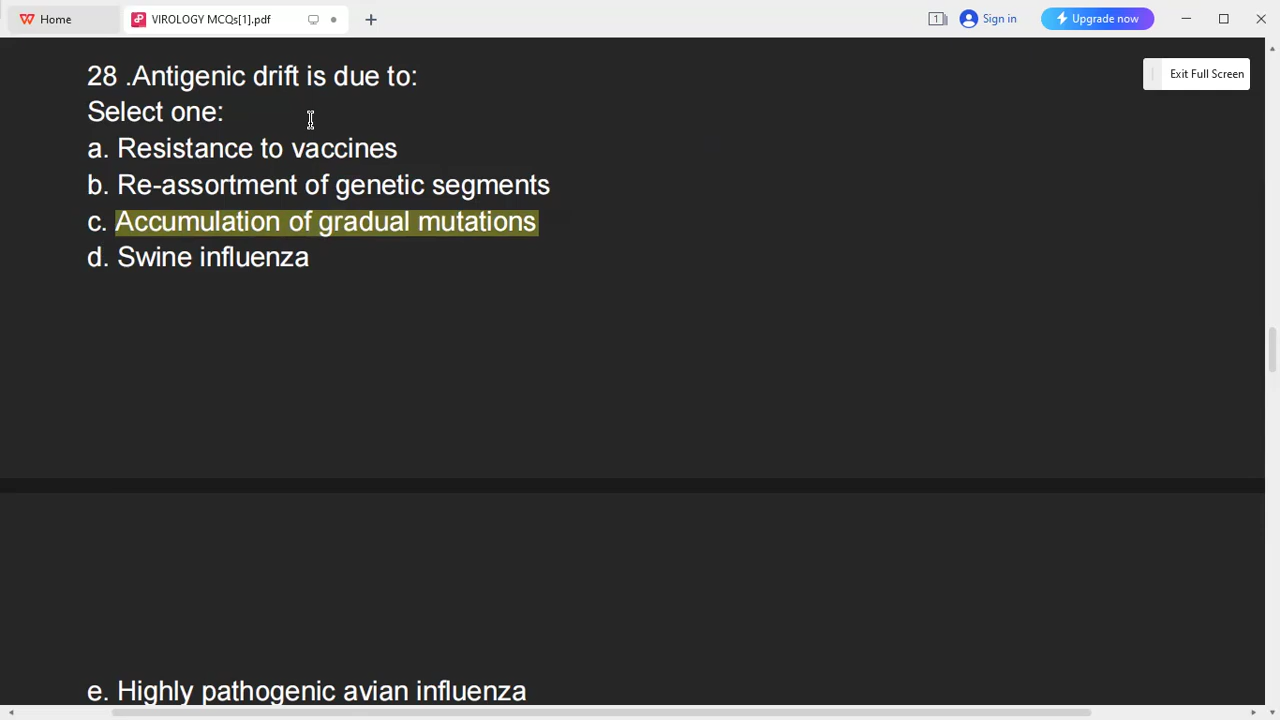 Home
VIROLOGY MCQs[1].pdf
1
Sign in
Upgrade now
Exit Full Screen
28 .Antigenic drift is due to:
Select one:
a. Resistance to vaccines
b. Re-assortment of genetic segments
c. Accumulation of gradual mutations
d. Swine influenza
e. Highly pathogenic avian influenza